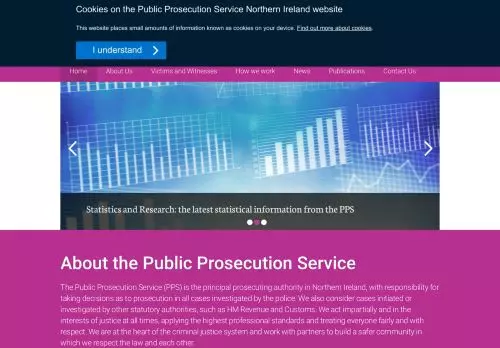 Cookies on the Public Prosecution Service Northern Ireland website
This website places small amounts of information known as cookies on your device. Find out more about cookies.
I understand
Home About Us Victims and Witnesses How we work News Publications Contact Us
Statistics and Research: the latest statistical information from the PPS
About the Public Prosecution Service
The Public Prosecution Service (PPS) is the principal prosecuting authority in Northern Ireland, with responsibility for
taking decisions as to prosecution in all cases investigated by the police. We also consider cases initiated or
investigated by other statutory authorities, such as HM Revenue and Customs. We act impartially and in the
interests of justice at all times, applying the highest professional standards and treating everyone fairly and with
respect. We are at the heart of the criminal justice system and work with partners to build a safer community in
which we respect the law and each other.